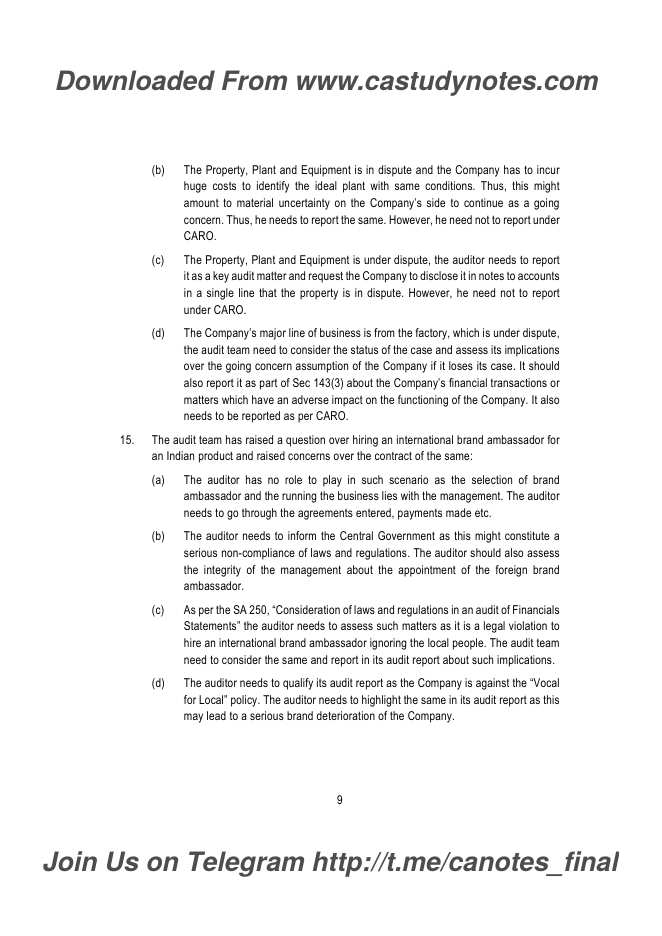 Downloaded From www.castudynotes.com
(b) The Property, Plant and Equipment is in dispute and the Company has to incur
huge costs to identify the ideal plant with same conditions. Thus, this might
amount to material uncertainty on the Company's side to continue as a going
concern. Thus, he needs to report the same. However, he need not to report under
CARO.
(c) The Property, Plant and Equipment is under dispute, the auditor needs to report
it as a key audit matter and request the Company to disclose it in notes to accounts
in a single line that the property is in dispute. However, he need not to report
under CARO.
(d) The Company's major line of business is from the factory, which is under dispute,
the audit team need to consider the status of the case and assess its implications
over the going concern assumption of the Company if it loses its case. It should
also report it as part of Sec 143(3) about the Company's financial transactions or
matters which have an adverse impact on the functioning of the Company. It also
needs to be reported as per CARO.
15. The audit team has raised a question over hiring an international brand ambassador for
an Indian product and raised concerns over the contract of the same:
(a) The auditor has no role to play in such scenario as the selection of brand
ambassador and the running the business lies with the management. The auditor
needs to go through the agreements entered, payments made etc.
(b) The auditor needs to inform the Central Government as this might constitute a
serious non-compliance of laws and regulations. The auditor should also assess
the integrity of the management about the appointment of the foreign brand
ambassador.
(c) As per the SA 250, “Consideration of laws and regulations in an audit of Financials
Statements” the auditor needs to assess such matters as it is a legal violation to
hire an international brand ambassador ignoring the local people. The audit team
need to consider the same and report in its audit report about such implications.
(d) The auditor needs to qualify its audit report as the Company is against the “Vocal
for Local” policy. The auditor needs to highlight the same in its audit report as this
may lead to a serious brand deterioration of the Company.
9
Join Us on Telegram http://t.me/canotes_final